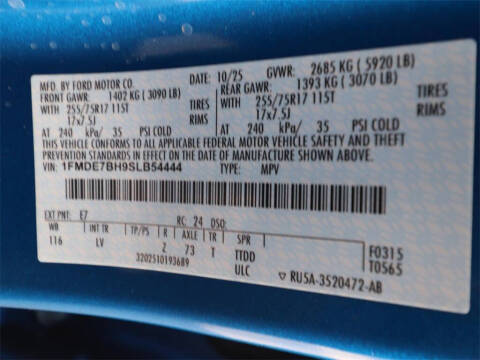 MFD. BY FORD MOTOR CO.
DATE: 10/25 GVWR: 2685 KG ( 5920 LB)
FRONT GAWR: 1402 KG ( 3090 LB) REAR GAWR: 1393 KG ( 3070 LB)
WITH 255/75R17 115T TIRES WITH 255/75R17 115T TIRES
17x7.5J RIMS 17x7.5J RIMS
AT 240 kPa/ 35 PSI COLD AT 240 kPa/ 35 PSI COLD
THIS VEHICLE CONFORMS TO ALL APPLICABLE FEDERAL MOTOR VEHICLE SAFETY AND THEFT
PREVENTION STANDARDS IN EFFECT ON THE DATE OF MANUFACTURE SHOWN ABOVE.
VIN: 1FMDE7BH9SLB54444 TYPE: MPV
EXT PNT: E7 RC: 24 DSO:
WB INT TR TP/PS R AXLE TR SPR F0315
116 LV Z 73 T TTDD T0565
3202510193689 ULC ▽ RU5A-3520472-AB